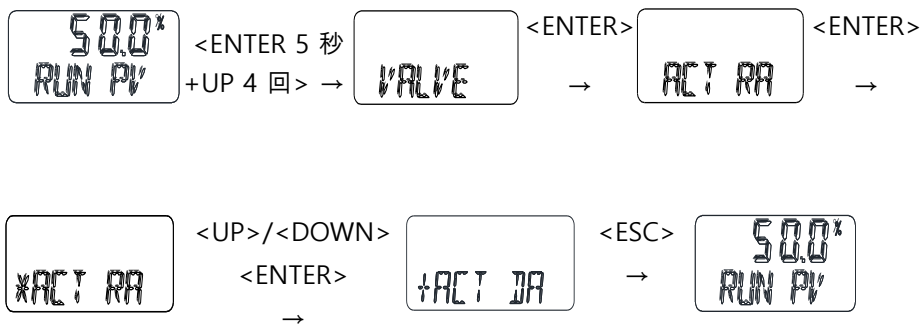 50.0%
RUN PV
<ENTER 5 秒
+UP 4 回> →
VALVE
<ENTER>
→
ACT RA
<ENTER>
→
*ACT RA
<UP>/<DOWN>
<ENTER>
→
+ACT DA
<ESC>
→
50.0%
RUN PV